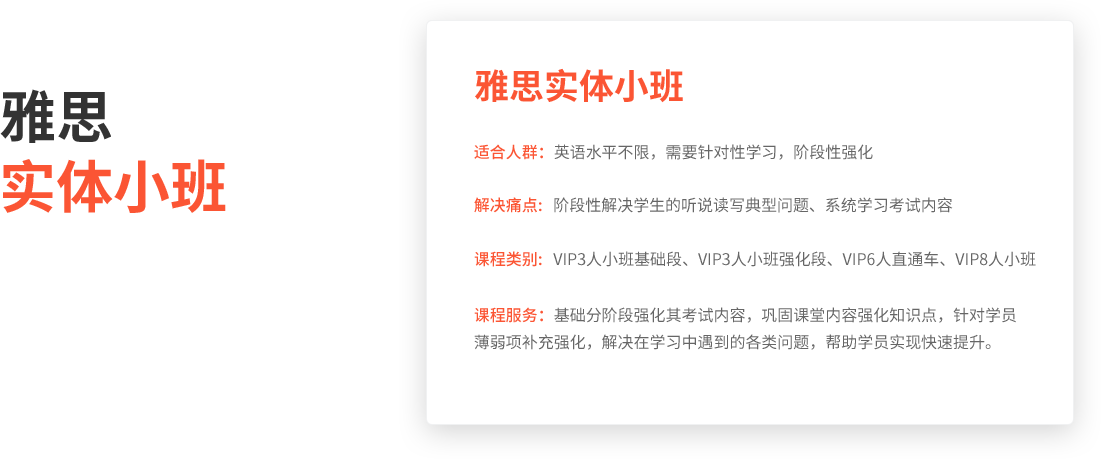 雅思
实体小班
雅思实体小班
适合人群：英语水平不限，需要针对性学习，阶段性强化
解决痛点：阶段性解决学生的听说读写典型问题、系统学习考试内容
课程类别：VIP3人小班基础段、VIP3人小班强化段、VIP6人直通车、VIP8人小班
课程服务：基础分阶段强化其考试内容，巩固课堂内容强化知识点，针对学员
薄弱项补充强化，解决在学习中遇到的各类问题，帮助学员实现快速提升。